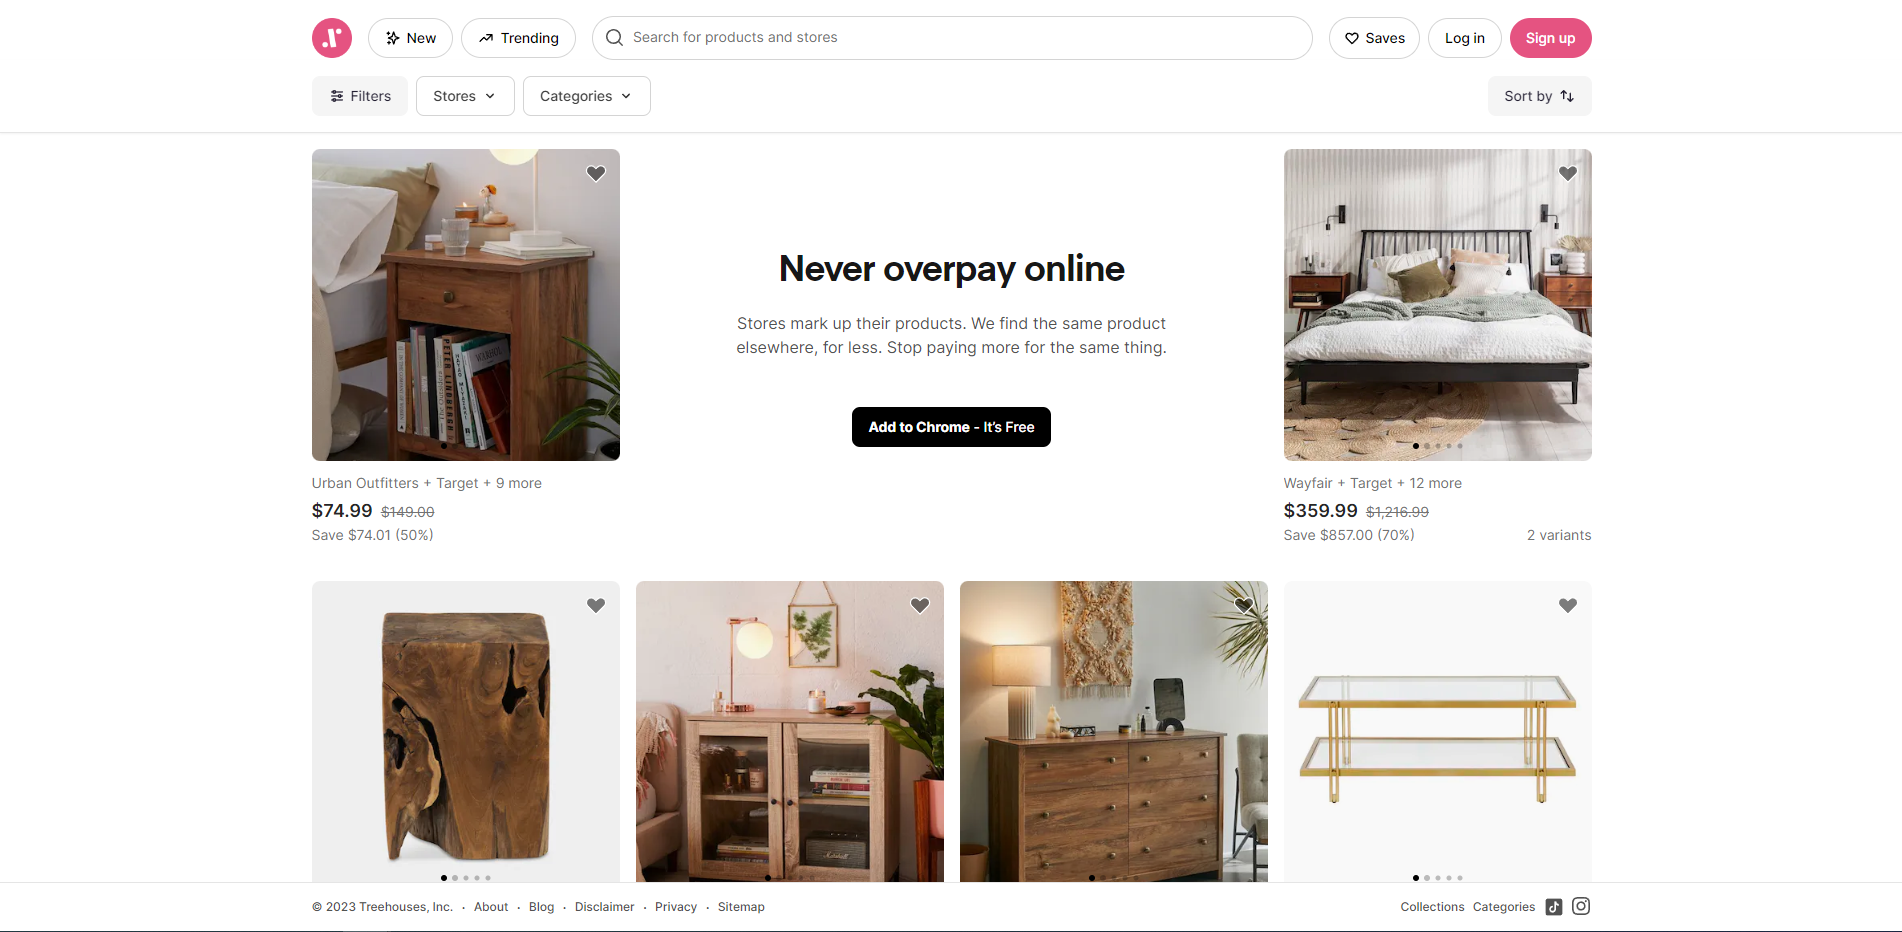 New
Trending
Search for products and stores
Saves
Log in
Sign up
Filters
Stores
Categories
Sort by
Never overpay online
Stores mark up their products. We find the same product
elsewhere, for less. Stop paying more for the same thing.
Add to Chrome - It's Free
PETER LINDBERGH
WARHOL
Urban Outfitters + Target + 9 more
$74.99 $149.00
Save $74.01 (50%)
Wayfair + Target + 12 more
$359.99 $1,216.99
Save $857.00 (70%)
2 variants
© 2023 Treehouses, Inc. · About · Blog · Disclaimer · Privacy · Sitemap
Collections Categories